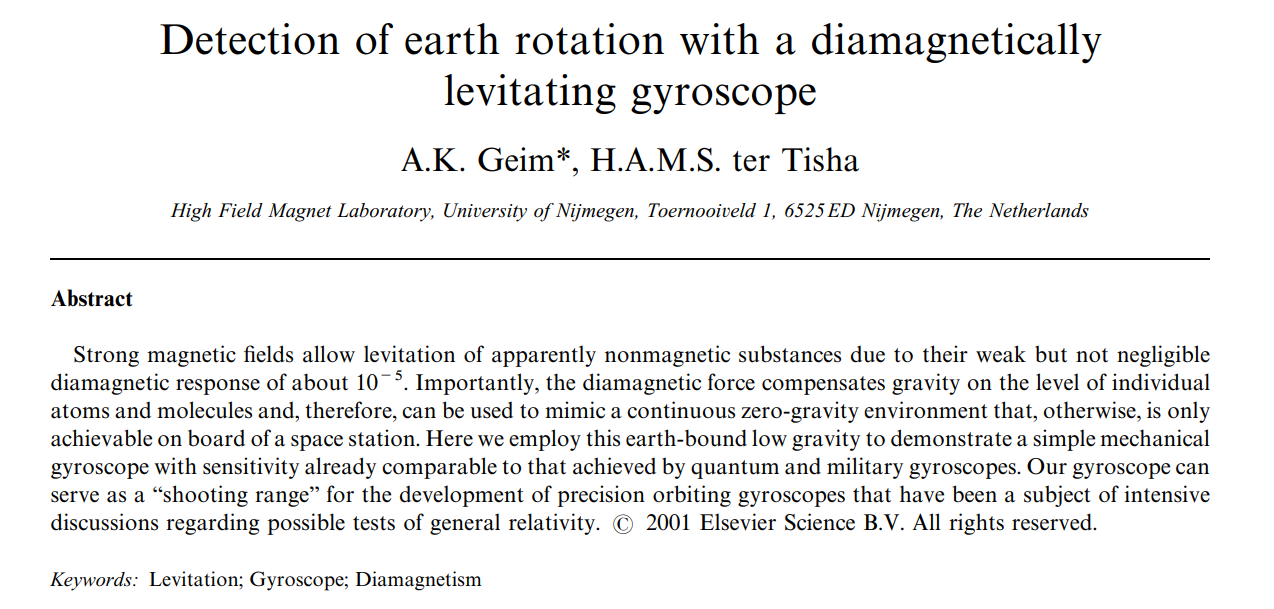 Detection of earth rotation with a diamagnetically
levitating gyroscope
A.K. Geim*, H.A.M.S. ter Tisha
High Field Magnet Laboratory, University of Nijmegen, Toernooiveld 1, 6525 ED Nijmegen, The Netherlands
Abstract
Strong magnetic fields allow levitation of apparently nonmagnetic substances due to their weak but not negligible
diamagnetic response of about 10⁻⁵. Importantly, the diamagnetic force compensates gravity on the level of individual
atoms and molecules and, therefore, can be used to mimic a continuous zero-gravity environment that, otherwise, is only
achievable on board of a space station. Here we employ this earth-bound low gravity to demonstrate a simple mechanical
gyroscope with sensitivity already comparable to that achieved by quantum and military gyroscopes. Our gyroscope can
serve as a “shooting range” for the development of precision orbiting gyroscopes that have been a subject of intensive
discussions regarding possible tests of general relativity. © 2001 Elsevier Science B.V. All rights reserved.
Keywords: Levitation; Gyroscope; Diamagnetism